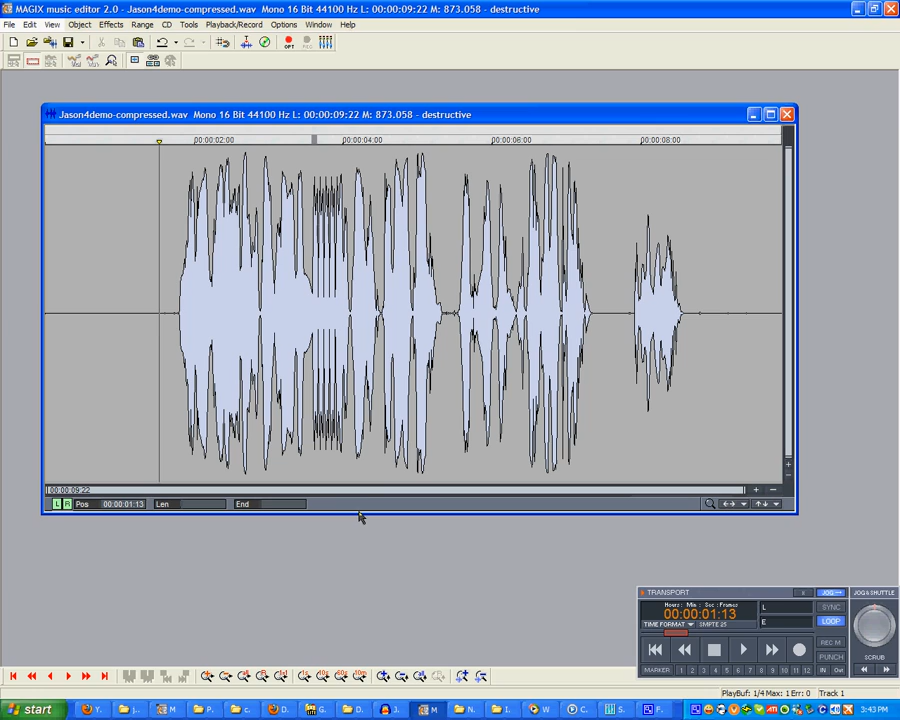 MAGIX music editor 2.0 - Jason4demo-compressed.wav Mono 16 Bit 44100 Hz L: 00:00:09:22 M: 873.058 - destructive
File Edit View Object Effects Range CD Tools Playback/Record Options Window Help
OPT REC
Jason4demo-compressed.wav Mono 16 Bit 44100 Hz L: 00:00:09:22 M: 873.058 - destructive
00:00:02:00 00:00:04:00 00:00:06:00 00:00:08:00
00:00:09:22
L R Pos 00:00:01:13 Len End
TRANSPORT JOG JOG & SHUTTLE
Hours: Min : Sec :Frames
00:00:01:13 L SYNC
TIME FORMAT SMPTE 25 E LOOP
REC M SCRUB
MARKER 1 2 3 4 5 6 7 8 9 10 11 12 PUNCH IN Out
PlayBuf: 1/4 Max: 1 Err: 0 Track 1
start Y. j... M P. c. D. G. D. J. M N. I. W C. S. F. 3:43 PM